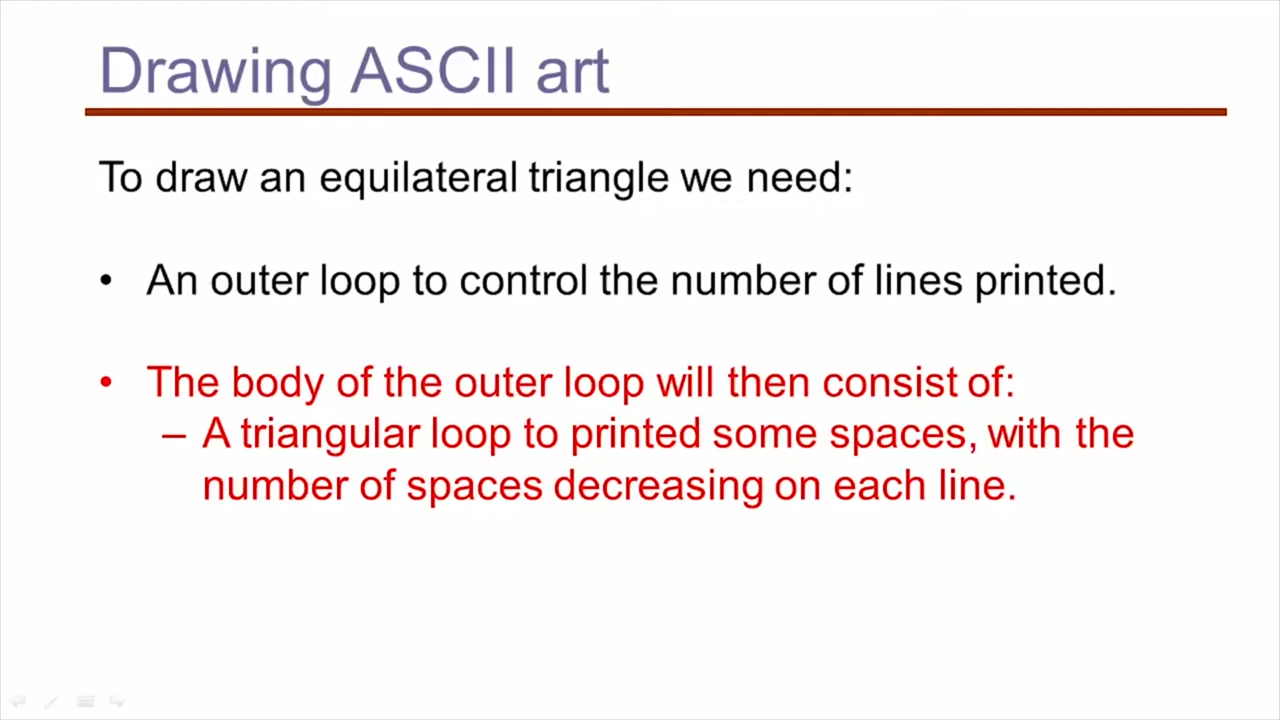 Drawing ASCII art
To draw an equilateral triangle we need:
• An outer loop to control the number of lines printed.
• The body of the outer loop will then consist of:
– A triangular loop to printed some spaces, with the
number of spaces decreasing on each line.